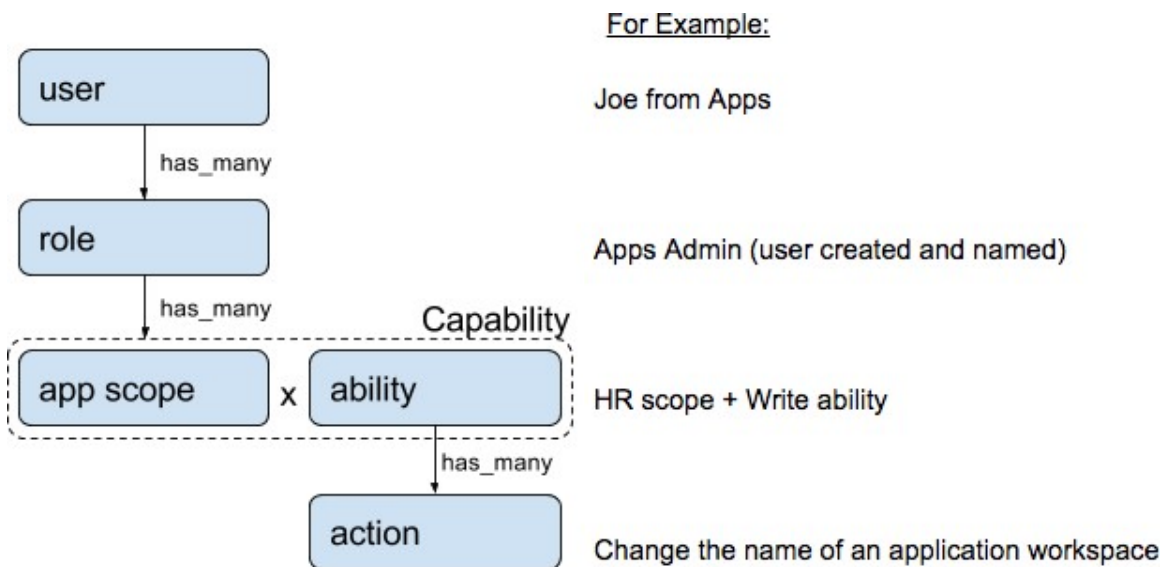 For Example:
user
Joe from Apps
has_many
role
Apps Admin (user created and named)
has_many
Capability
app scope x ability
HR scope + Write ability
has_many
action
Change the name of an application workspace